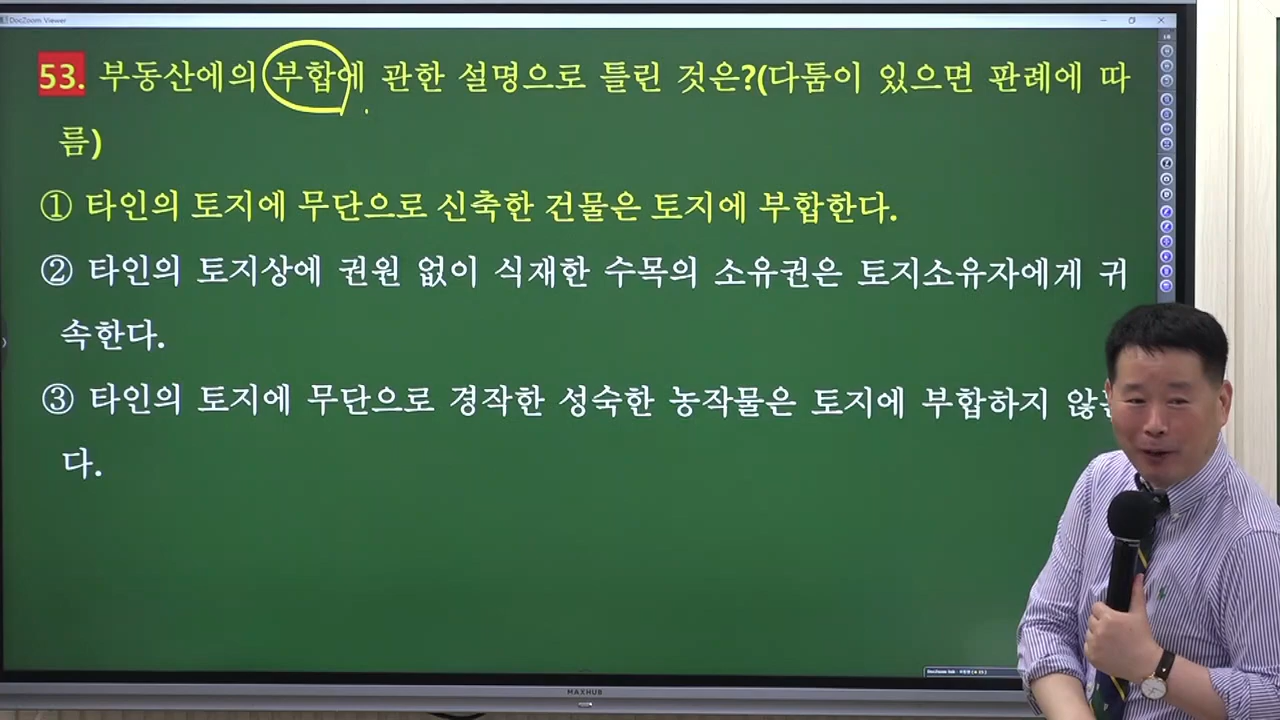 DocZoom Viewer
53. 부동산에의 부합에 관한 설명으로 틀린 것은?(다툼이 있으면 판례에 따
름)
① 타인의 토지에 무단으로 신축한 건물은 토지에 부합한다.
② 타인의 토지상에 권원 없이 식재한 수목의 소유권은 토지소유자에게 귀
속한다.
③ 타인의 토지에 무단으로 경작한 성숙한 농작물은 토지에 부합하지 않는
다.
MAXHUB